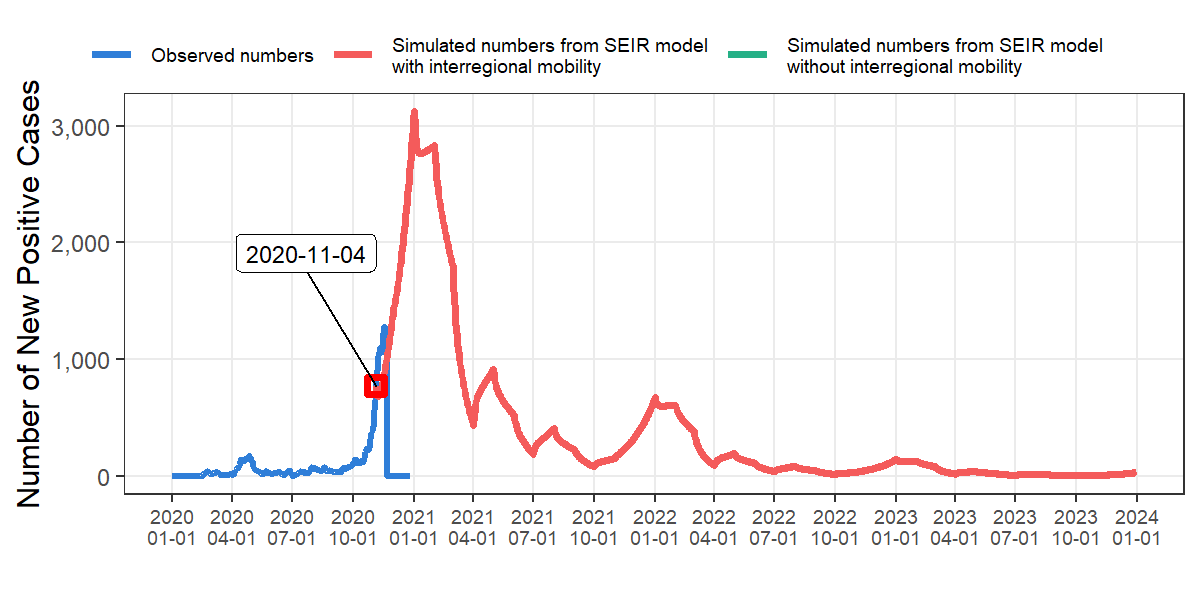 Observed numbers
Simulated numbers from SEIR model
with interregional mobility
Simulated numbers from SEIR model
without interregional mobility
Number of New Positive Cases
3,000
2,000
1,000
0
2020-11-04
2020 2020 2020 2020 2021 2021 2021 2021 2022 2022 2022 2022 2023 2023 2023 2023 2024
01-01 04-01 07-01 10-01 01-01 04-01 07-01 10-01 01-01 04-01 07-01 10-01 01-01 04-01 07-01 10-01 01-01